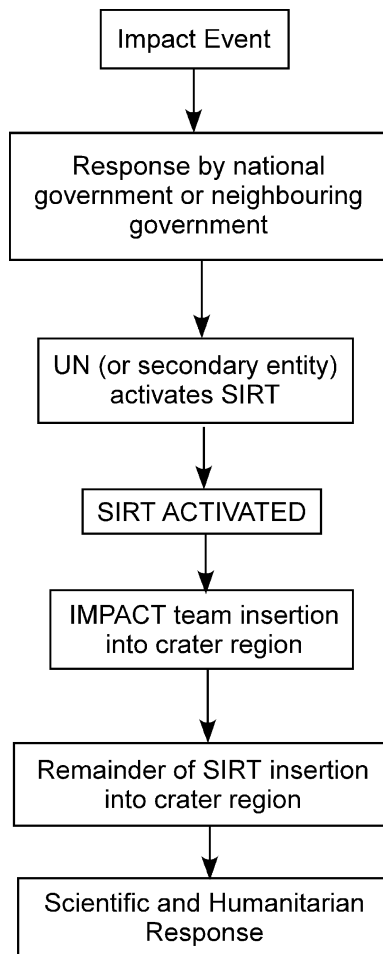 Impact Event
Response by national
government or neighbouring
government
UN (or secondary entity)
activates SIRT
SIRT ACTIVATED
IMPACT team insertion
into crater region
Remainder of SIRT insertion
into crater region
Scientific and Humanitarian
Response